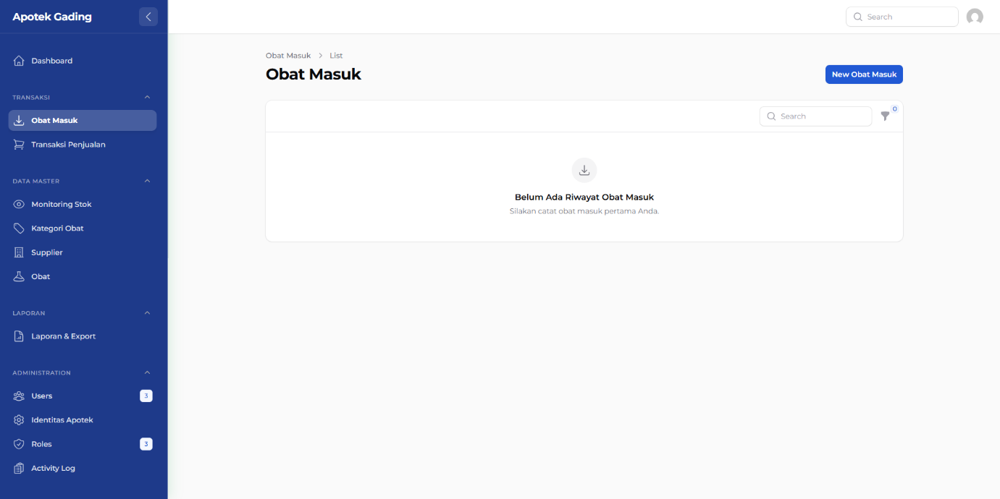 Apotek Gading
Search
Dashboard
TRANSAKSI
Obat Masuk
Transaksi Penjualan
DATA MASTER
Monitoring Stok
Kategori Obat
Supplier
Obat
LAPORAN
Laporan & Export
ADMINISTRATION
Users 3
Identitas Apotek
Roles 3
Activity Log
Obat Masuk > List
Obat Masuk
New Obat Masuk
Search
0
Belum Ada Riwayat Obat Masuk
Silakan catat obat masuk pertama Anda.